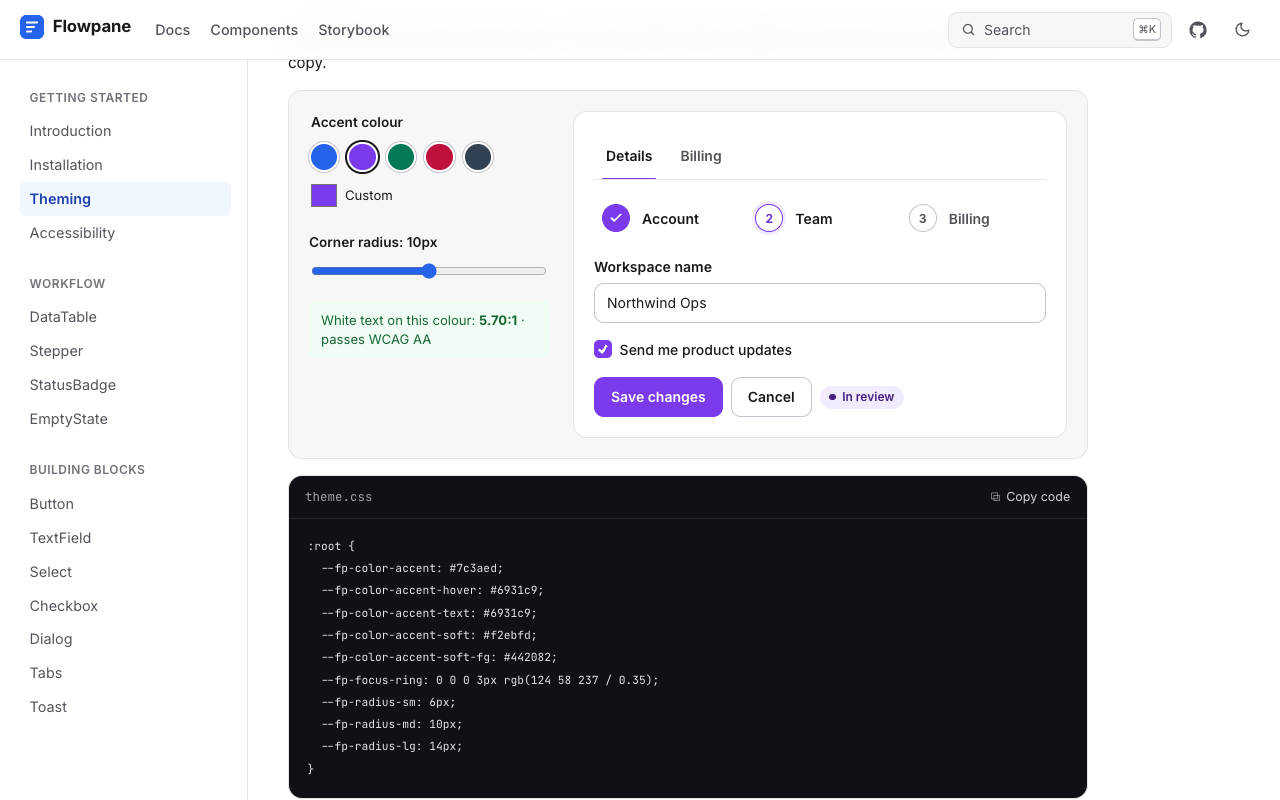 Flowpane
Docs
Components
Storybook
Search
⌘K
copy.
GETTING STARTED
Introduction
Installation
Theming
Accessibility
WORKFLOW
DataTable
Stepper
StatusBadge
EmptyState
BUILDING BLOCKS
Button
TextField
Select
Checkbox
Dialog
Tabs
Toast
Accent colour
Custom
Corner radius: 10px
White text on this colour: 5.70:1 ·
passes WCAG AA
Details
Billing
Account
2
Team
3
Billing
Workspace name
Northwind Ops
Send me product updates
Save changes
Cancel
In review
theme.css
Copy code
:root {
  --fp-color-accent: #7c3aed;
  --fp-color-accent-hover: #6931c9;
  --fp-color-accent-text: #6931c9;
  --fp-color-accent-soft: #f2ebfd;
  --fp-color-accent-soft-fg: #442082;
  --fp-focus-ring: 0 0 0 3px rgb(124 58 237 / 0.35);
  --fp-radius-sm: 6px;
  --fp-radius-md: 10px;
  --fp-radius-lg: 14px;
}